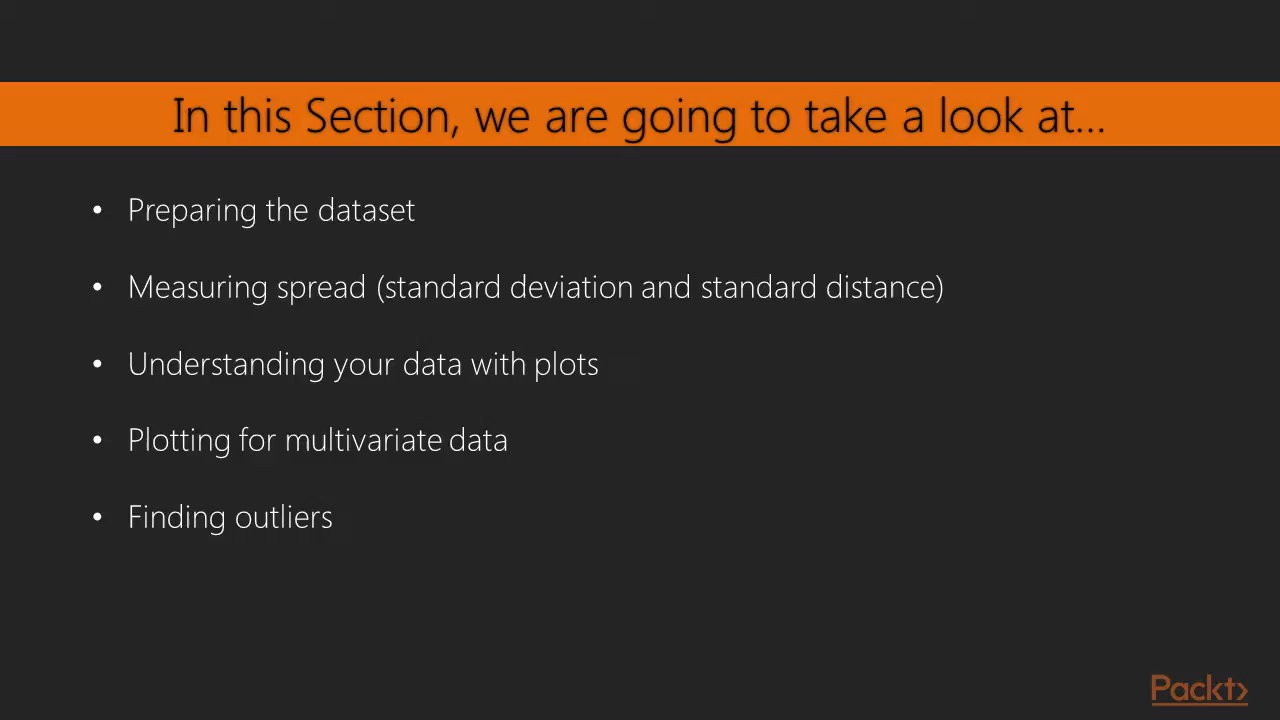 In this Section, we are going to take a look at...
• Preparing the dataset
• Measuring spread (standard deviation and standard distance)
• Understanding your data with plots
• Plotting for multivariate data
• Finding outliers
Packt>